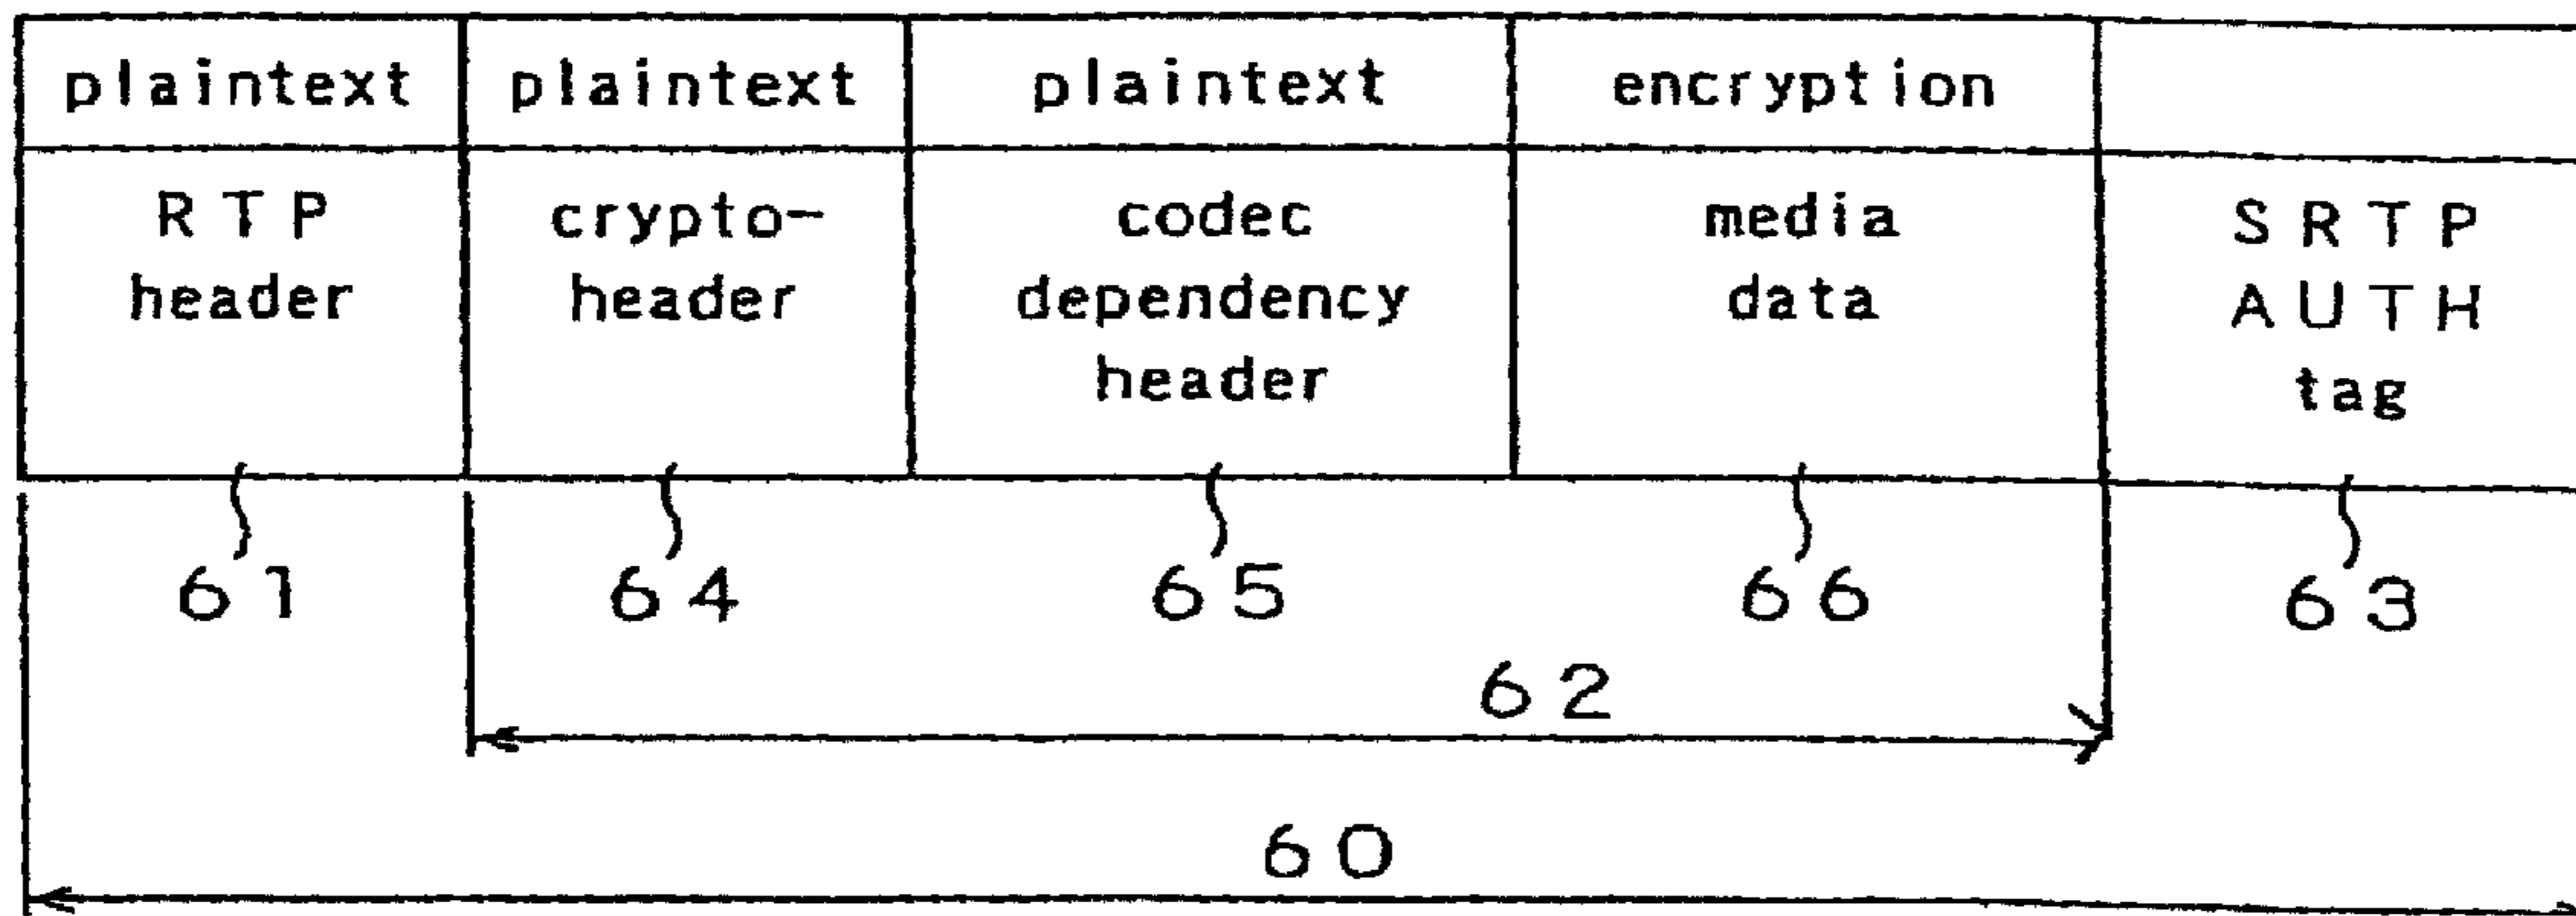 plaintext plaintext plaintext encryption
RTP header
crypto-
header
codec
dependency
header
media
data
SRTP
AUTH
tag
61 64 65 66 63
62
60